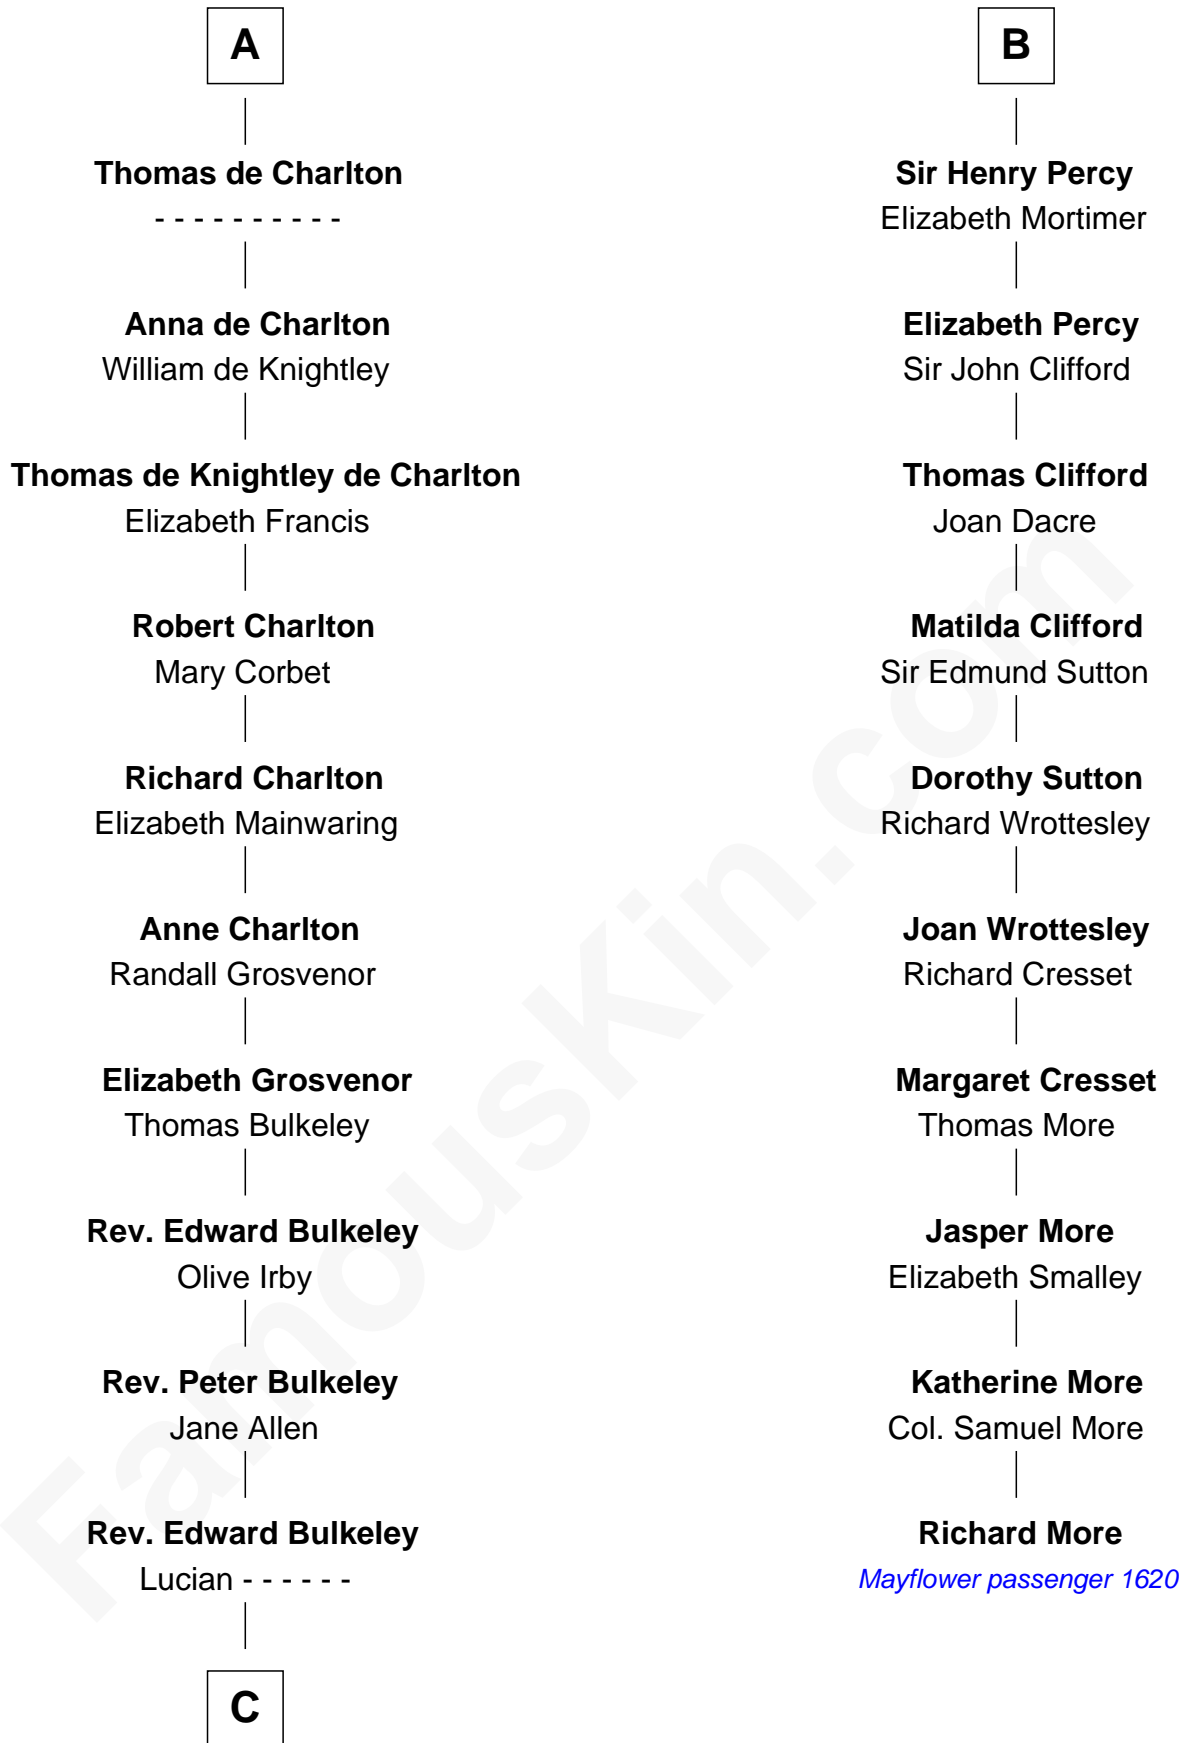 A
Thomas de Charlton
- - - - - - - - - -
Anna de Charlton
William de Knightley
Thomas de Knightley de Charlton
Elizabeth Francis
Robert Charlton
Mary Corbet
Richard Charlton
Elizabeth Mainwaring
Anne Charlton
Randall Grosvenor
Elizabeth Grosvenor
Thomas Bulkeley
Rev. Edward Bulkeley
Olive Irby
Rev. Peter Bulkeley
Jane Allen
Rev. Edward Bulkeley
Lucian - - - - - -
C
B
Sir Henry Percy
Elizabeth Mortimer
Elizabeth Percy
Sir John Clifford
Thomas Clifford
Joan Dacre
Matilda Clifford
Sir Edmund Sutton
Dorothy Sutton
Richard Wrottesley
Joan Wrottesley
Richard Cresset
Margaret Cresset
Thomas More
Jasper More
Elizabeth Smalley
Katherine More
Col. Samuel More
Richard More
Mayflower passenger 1620
FamousKin.com